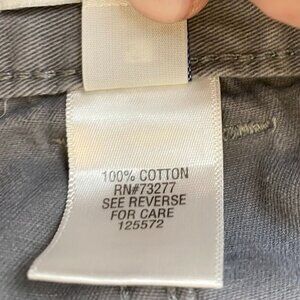 100% COTTON
RN#73277
SEE REVERSE
FOR CARE
125572